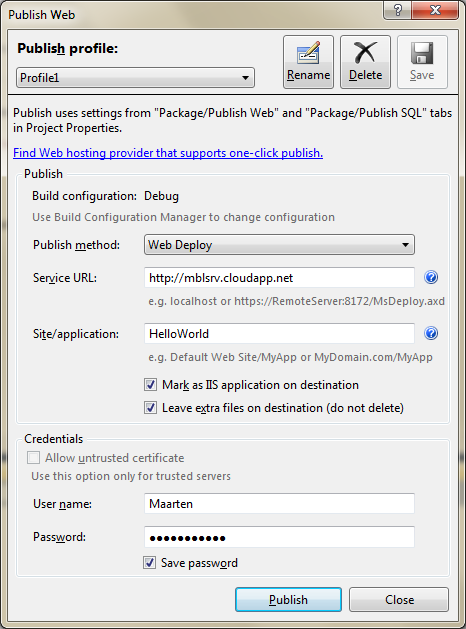 Publish Web
Publish profile:
Profile1
Rename
Delete
Save
Publish uses settings from "Package/Publish Web" and "Package/Publish SQL" tabs
in Project Properties.
Find Web hosting provider that supports one-click publish.
Publish
Build configuration: Debug
Use Build Configuration Manager to change configuration
Publish method: Web Deploy
Service URL: http://mblsrv.cloudapp.net
e.g. localhost or https://RemoteServer:8172/MsDeploy.axd
Site/application: HelloWorld
e.g. Default Web Site/MyApp or MyDomain.com/MyApp
Mark as IIS application on destination
Leave extra files on destination (do not delete)
Credentials
Allow untrusted certificate
Use this option only for trusted servers
User name: Maarten
Password: ●●●●●●●●●●●
Save password
Publish
Close